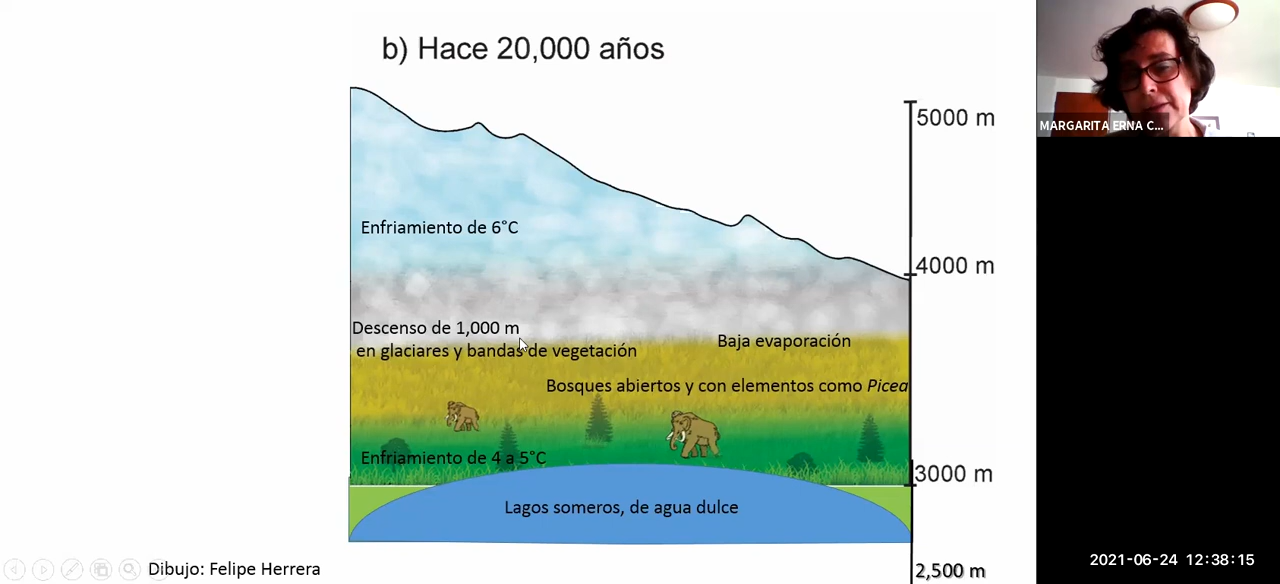 b) Hace 20,000 años
MARGARITA ERNA C...
5000 m
Enfriamiento de 6°C
4000 m
Descenso de 1,000 m
en glaciares y bandas de vegetación
Baja evaporación
Bosques abiertos y con elementos como Picea
Enfriamiento de 4 a 5°C
3000 m
Lagos someros, de agua dulce
2021-06-24 12:38:15
Dibujo: Felipe Herrera
2,500 m